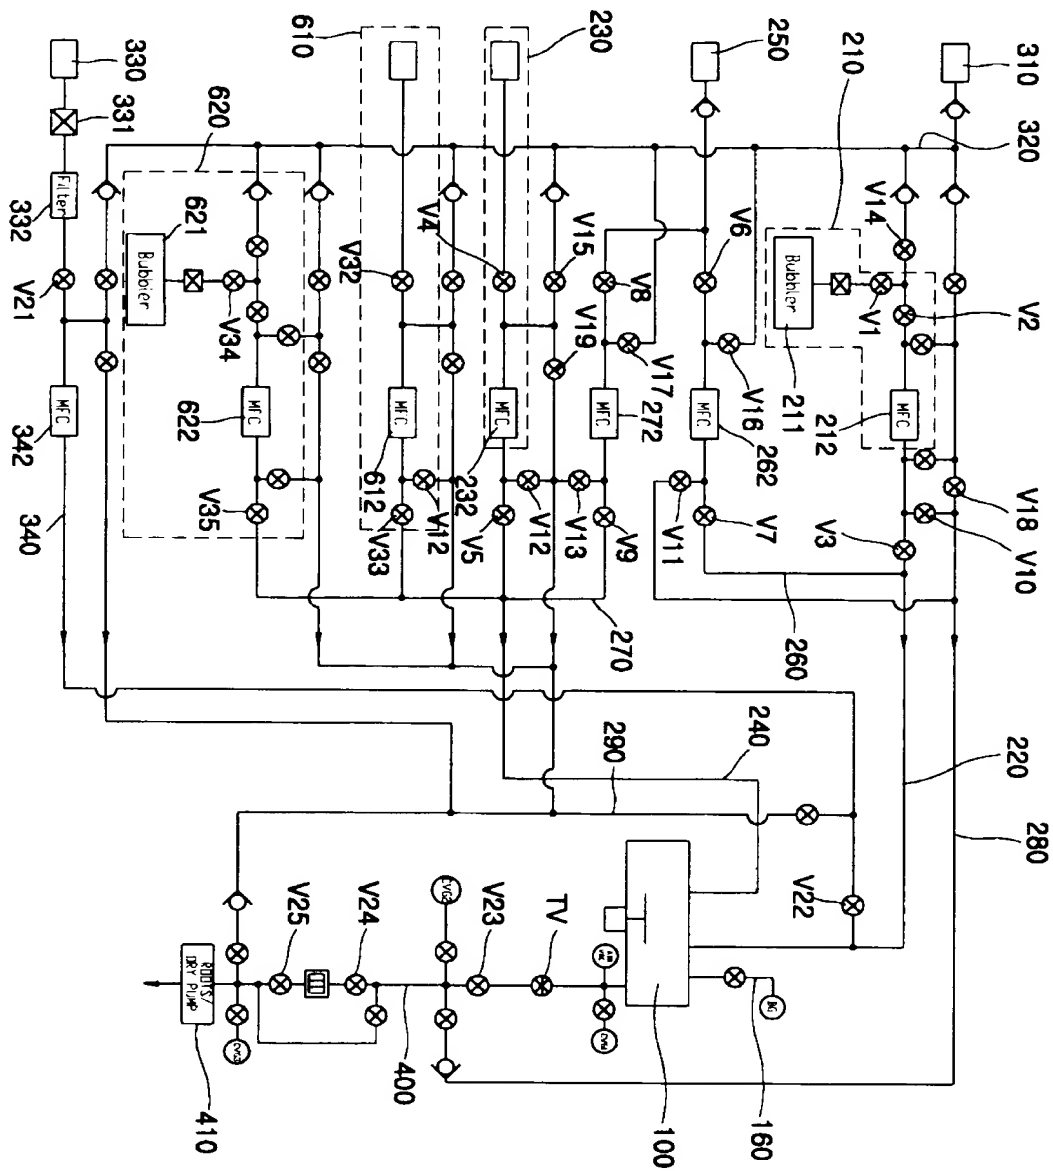 310
320
280
V2
V18
V10
220
MFC
V14
V1
210
212
V3
Bubbler
211
260
V22
250
V6
V16
262
MFC
V7
V11
160
BG
100
V8
V17
272
MFC
V9
270
240
290
TV
230
V15
V19
V13
V4
MFC
232
V12
V5
V23
610
V32
MFC
612
V12
V33
400
V24
V25
620
V34
MFC
622
V35
ROOTS/
DRY PUMP
410
621
Bubbier
330
331
Filter
332
V21
MFC
342
340